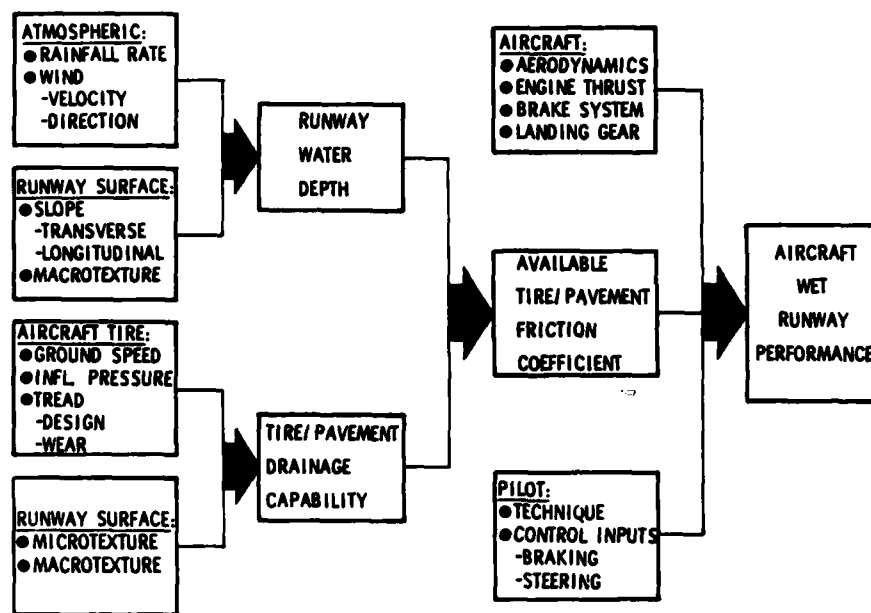 ATMOSPHERIC:
●RAINFALL RATE
●WIND
-VELOCITY
-DIRECTION
RUNWAY SURFACE:
●SLOPE
-TRANSVERSE
-LONGITUDINAL
●MACROTEXTURE
AIRCRAFT TIRE:
●GROUND SPEED
●INFL. PRESSURE
●TREAD
-DESIGN
-WEAR
RUNWAY SURFACE:
●MICROTEXTURE
●MACROTEXTURE
RUNWAY
WATER
DEPTH
TIRE/PAVEMENT
DRAINAGE
CAPABILITY
AIRCRAFT:
●AERODYNAMICS
●ENGINE THRUST
●BRAKE SYSTEM
●LANDING GEAR
AVAILABLE
TIRE/PAVEMENT
FRICTION
COEFFICIENT
PILOT:
●TECHNIQUE
●CONTROL INPUTS
-BRAKING
-STEERING
AIRCRAFT
WET
RUNWAY
PERFORMANCE